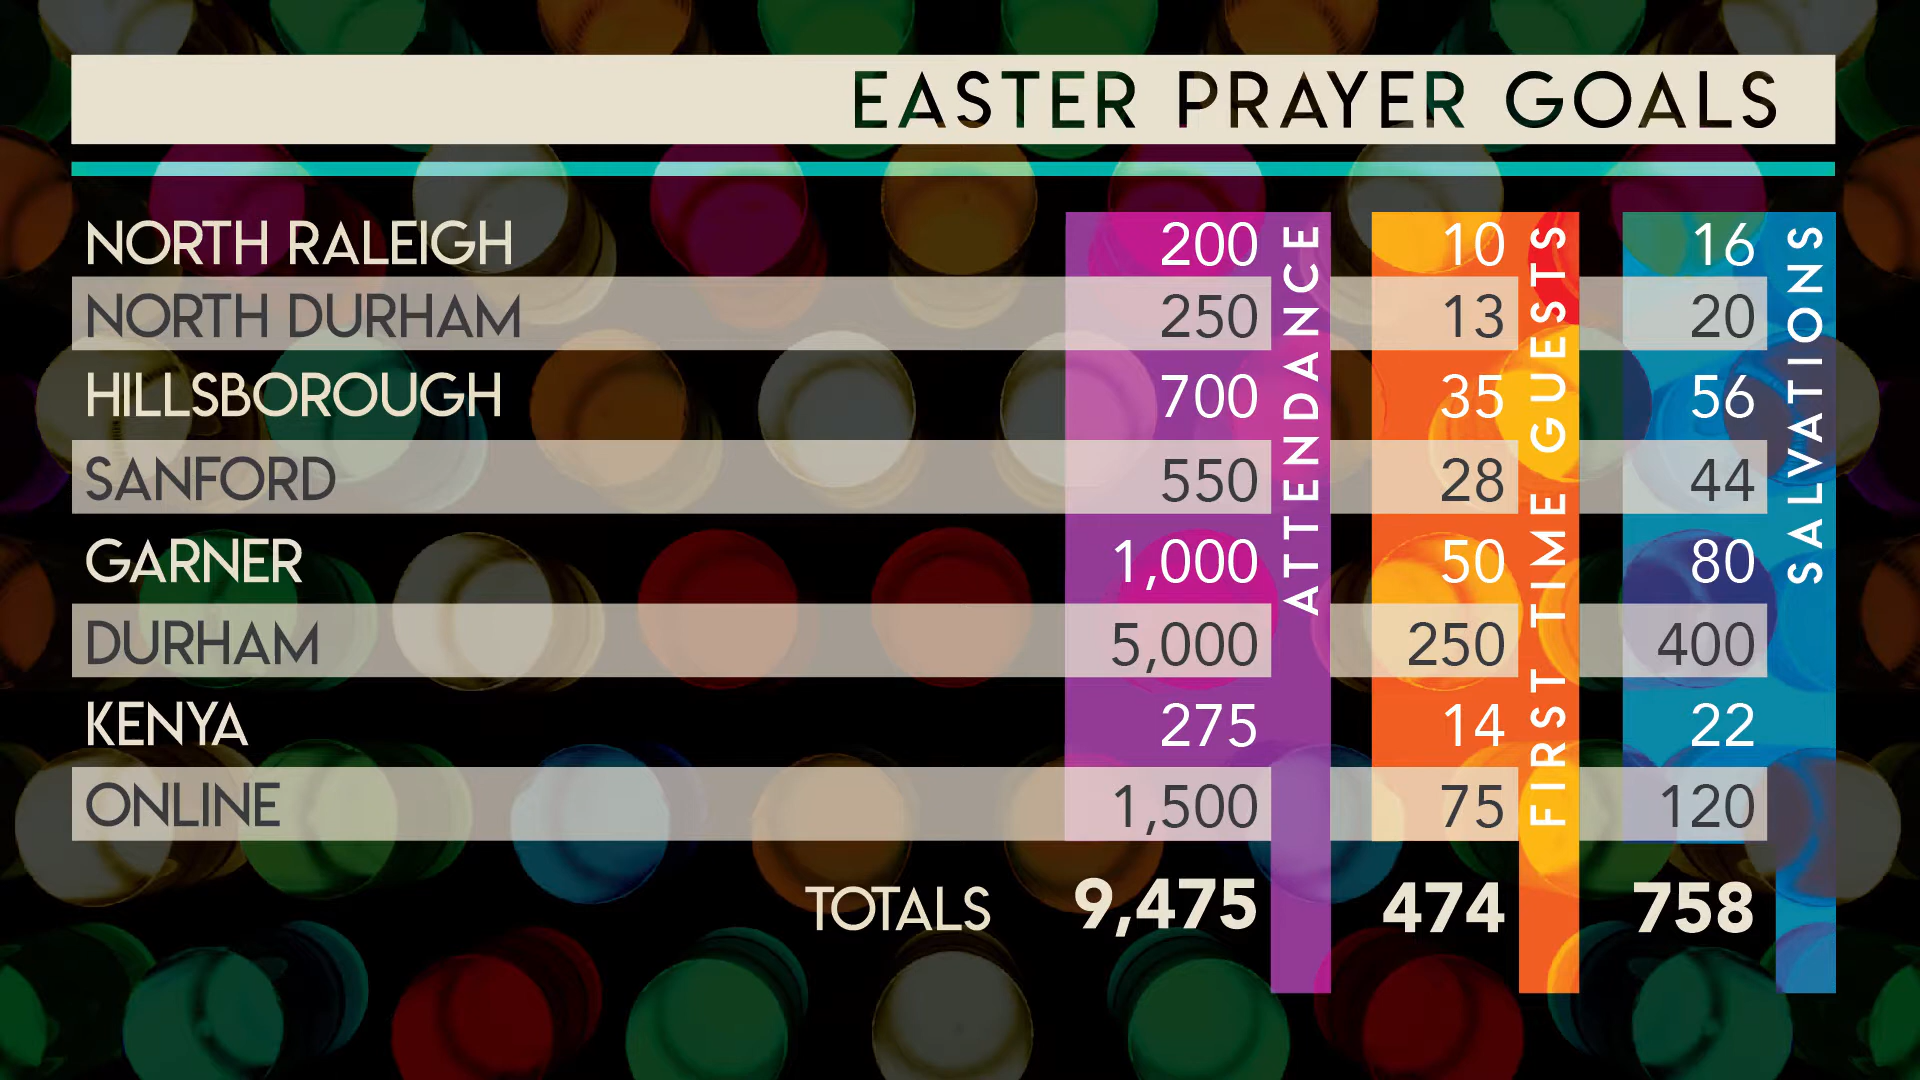 EASTER PRAYER GOALS
ATTENDANCE
FIRST TIME GUESTS
SALVATIONS
NORTH RALEIGH 200 10 16
NORTH DURHAM 250 13 20
HILLSBOROUGH 700 35 56
SANFORD 550 28 44
GARNER 1,000 50 80
DURHAM 5,000 250 400
KENYA 275 14 22
ONLINE 1,500 75 120
TOTALS 9,475 474 758